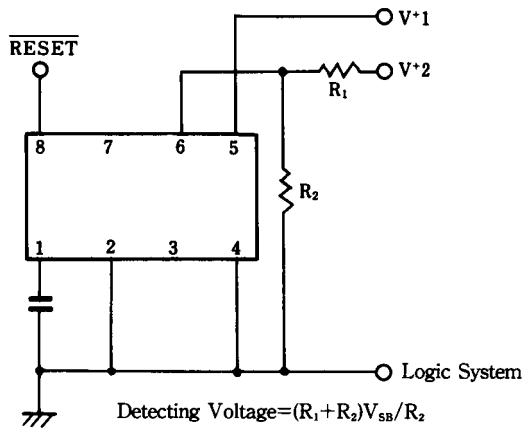 V⁺1
RESET
V⁺2
R₁
8 7 6 5
R₂
1 2 3 4
Logic System
Detecting Voltage=(R₁+R₂)V_SB/R₂